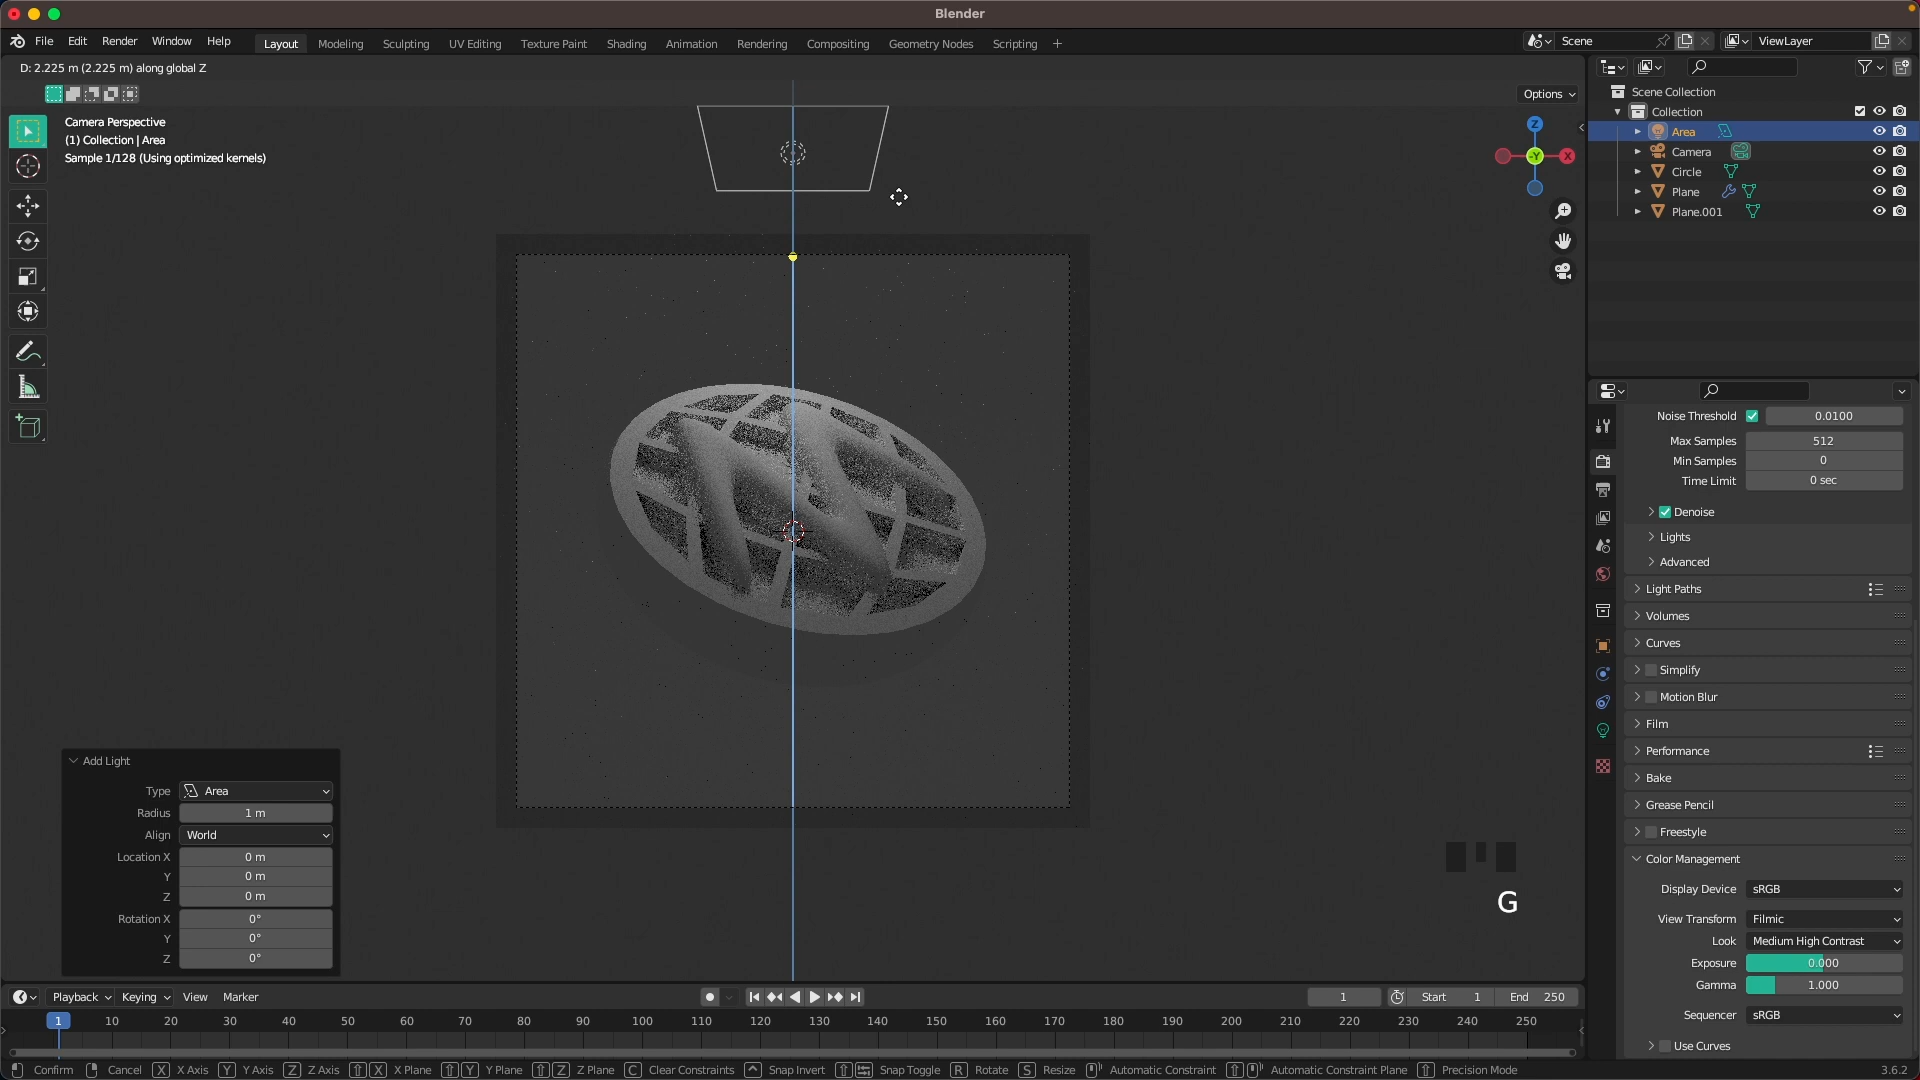 Blender
File Edit Render Window Help
Layout Modeling Sculpting UV Editing Texture Paint Shading Animation Rendering Compositing Geometry Nodes Scripting +
Scene
ViewLayer
D: 2.225 m (2.225 m) along global Z
Options
Camera Perspective
(1) Collection | Area
Sample 1/128 (Using optimized kernels)
Z
-Y
X
Scene Collection
Collection
Area
Camera
Circle
Plane
Plane.001
Noise Threshold 0.0100
Max Samples 512
Min Samples 0
Time Limit 0 sec
Denoise
Lights
Advanced
Light Paths
Volumes
Curves
Simplify
Motion Blur
Film
Performance
Bake
Grease Pencil
Freestyle
Color Management
Display Device sRGB
View Transform Filmic
Look Medium High Contrast
Exposure 0.000
Gamma 1.000
Sequencer sRGB
Use Curves
Add Light
Type Area
Radius 1 m
Align World
Location X 0 m
Y 0 m
Z 0 m
Rotation X 0°
Y 0°
Z 0°
G
Playback Keying View Marker
1 Start 1 End 250
1 10 20 30 40 50 60 70 80 90 100 110 120 130 140 150 160 170 180 190 200 210 220 230 240 250
Confirm Cancel X X Axis Y Y Axis Z Z Axis X X Plane Y Y Plane Z Z Plane C Clear Constraints Snap Invert Snap Toggle R Rotate S Resize Automatic Constraint Automatic Constraint Plane Precision Mode 3.6.2